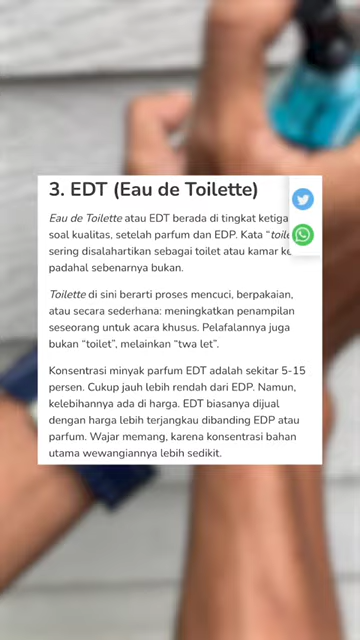 3. EDT (Eau de Toilette)
Eau de Toilette atau EDT berada di tingkat ketiga
soal kualitas, setelah parfum dan EDP. Kata “
sering disalahartikan sebagai toilet atau kamar
padahal sebenarnya bukan.
Toilette di sini berarti proses mencuci, berpakaian,
atau secara sederhana: meningkatkan penampilan
seseorang untuk acara khusus. Pelafalannya juga
bukan “toilet”, melainkan “twa let”.
Konsentrasi minyak parfum EDT adalah sekitar 5-15
persen. Cukup jauh lebih rendah dari EDP. Namun,
kelebihannya ada di harga. EDT biasanya dijual
dengan harga lebih terjangkau dibanding EDP atau
parfum. Wajar memang, karena konsentrasi bahan
utama wewangiannya lebih sedikit.